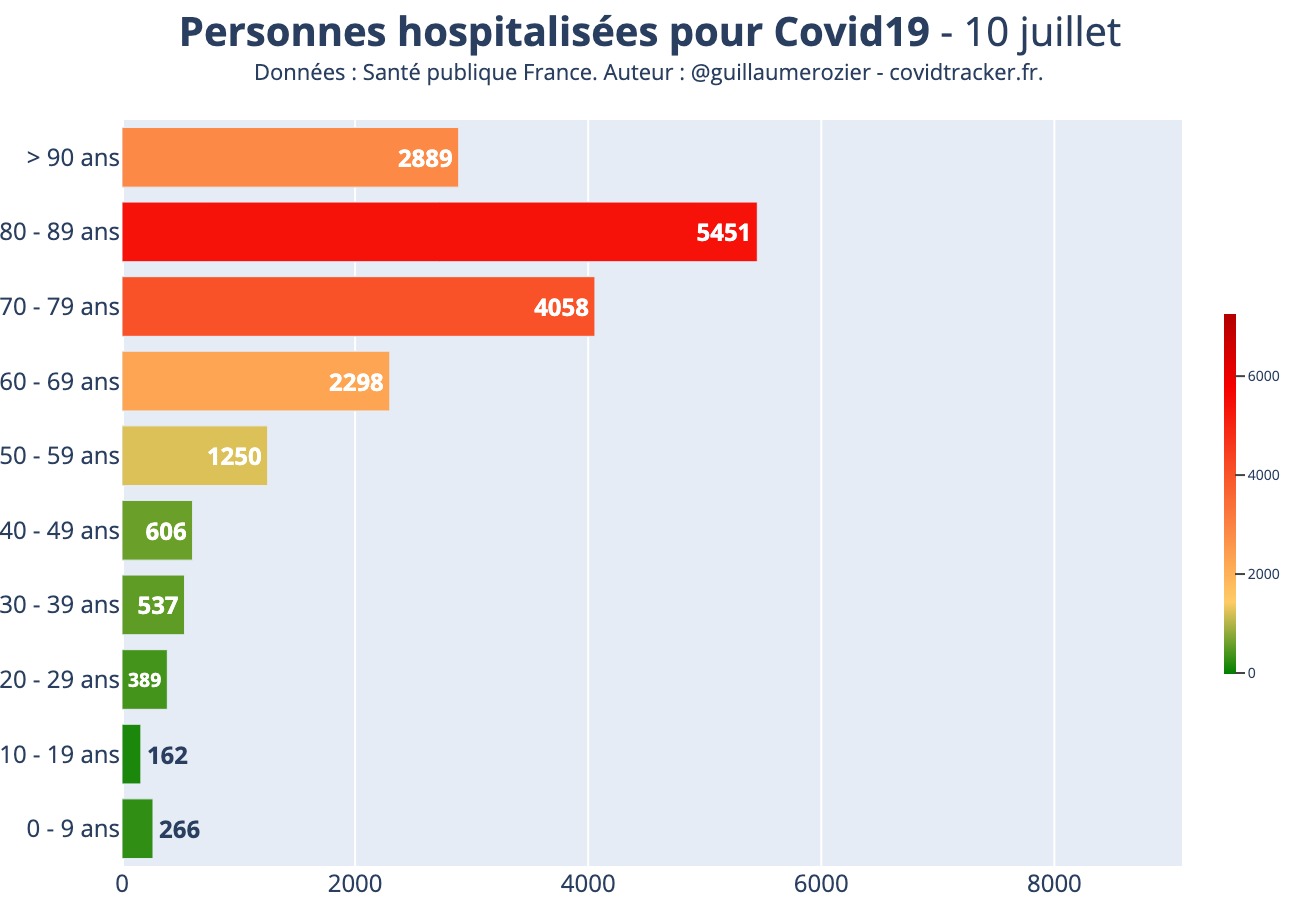 Personnes hospitalisées pour Covid19 - 10 juillet
Données : Santé publique France. Auteur : @guillaumerozier - covidtracker.fr.
> 90 ans 2889
80 - 89 ans 5451
70 - 79 ans 4058
60 - 69 ans 2298
50 - 59 ans 1250
40 - 49 ans 606
30 - 39 ans 537
20 - 29 ans 389
10 - 19 ans 162
0 - 9 ans 266
0 2000 4000 6000 8000
6000
4000
2000
0